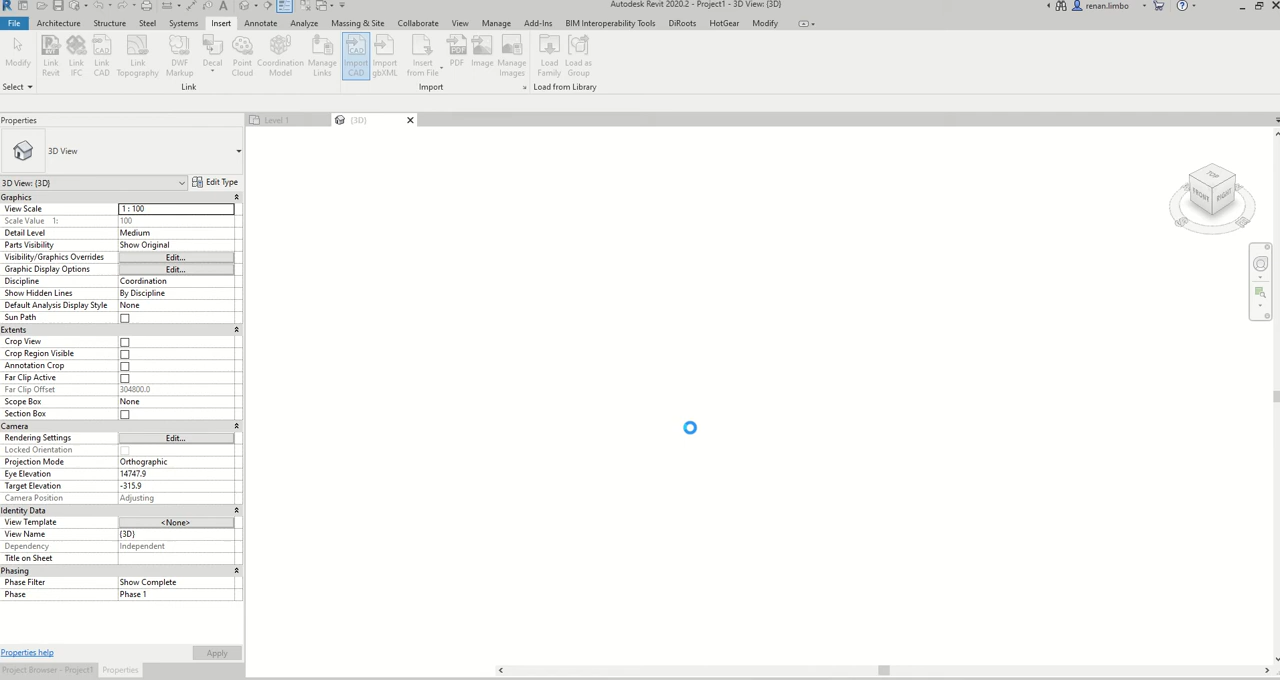 Autodesk Revit 2020.2 - Project1 - 3D View: {3D}
renan.limbo
File Architecture Structure Steel Systems Insert Annotate Analyze Massing & Site Collaborate View Manage Add-Ins BIM Interoperability Tools DiRoots HotGear Modify
Modify
Link Revit
Link IFC
Link CAD
Link Topography
DWF Markup
Decal
Point Cloud
Coordination Model
Manage Links
Import CAD
Import gbXML
Insert from File
PDF
Image
Manage Images
Load Family
Load as Group
Select Link Import Load from Library
Properties
Level 1
{3D}
3D View
3D View: {3D} Edit Type
Graphics
View Scale 1 : 100
Scale Value 1: 100
Detail Level Medium
Parts Visibility Show Original
Visibility/Graphics Overrides Edit...
Graphic Display Options Edit...
Discipline Coordination
Show Hidden Lines By Discipline
Default Analysis Display Style None
Sun Path
Extents
Crop View
Crop Region Visible
Annotation Crop
Far Clip Active
Far Clip Offset 304800.0
Scope Box None
Section Box
Camera
Rendering Settings Edit...
Locked Orientation
Projection Mode Orthographic
Eye Elevation 14747.9
Target Elevation -315.9
Camera Position Adjusting
Identity Data
View Template <None>
View Name {3D}
Dependency Independent
Title on Sheet
Phasing
Phase Filter Show Complete
Phase Phase 1
Properties help Apply
Project Browser - Project1 Properties
TOP
FRONT
RIGHT